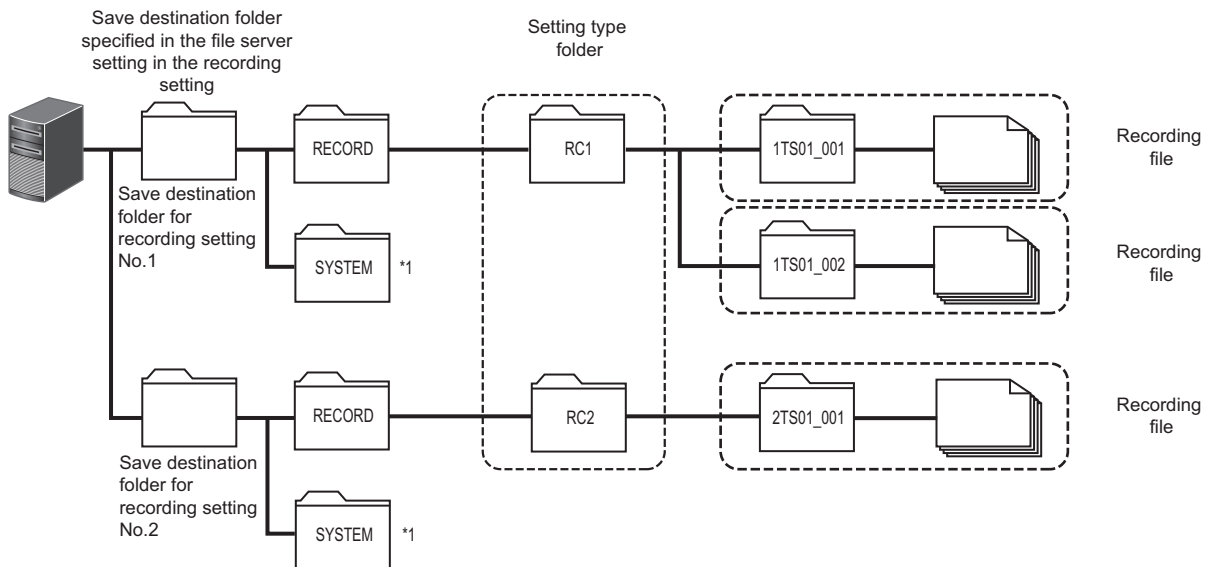 Save destination folder
specified in the file server
setting in the recording
setting
Setting type
folder
RECORD
RC1
1TS01_001
Recording
file
Save destination
folder for
recording setting
No.1
SYSTEM
*1
1TS01_002
Recording
file
RECORD
RC2
2TS01_001
Recording
file
Save destination
folder for
recording setting
No.2
SYSTEM
*1